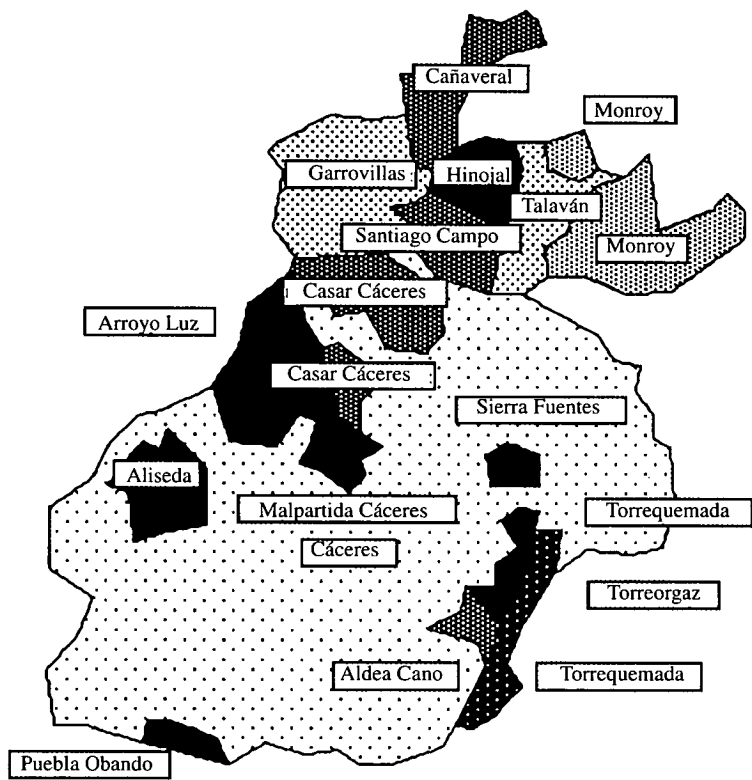 Cañaveral
Monroy
Garrovillas
Hinojal
Talaván
Santiago Campo
Monroy
Casar Cáceres
Arroyo Luz
Casar Cáceres
Sierra Fuentes
Aliseda
Malpartida Cáceres
Torrequemada
Cáceres
Torreorgaz
Aldea Cano
Torrequemada
Puebla Obando